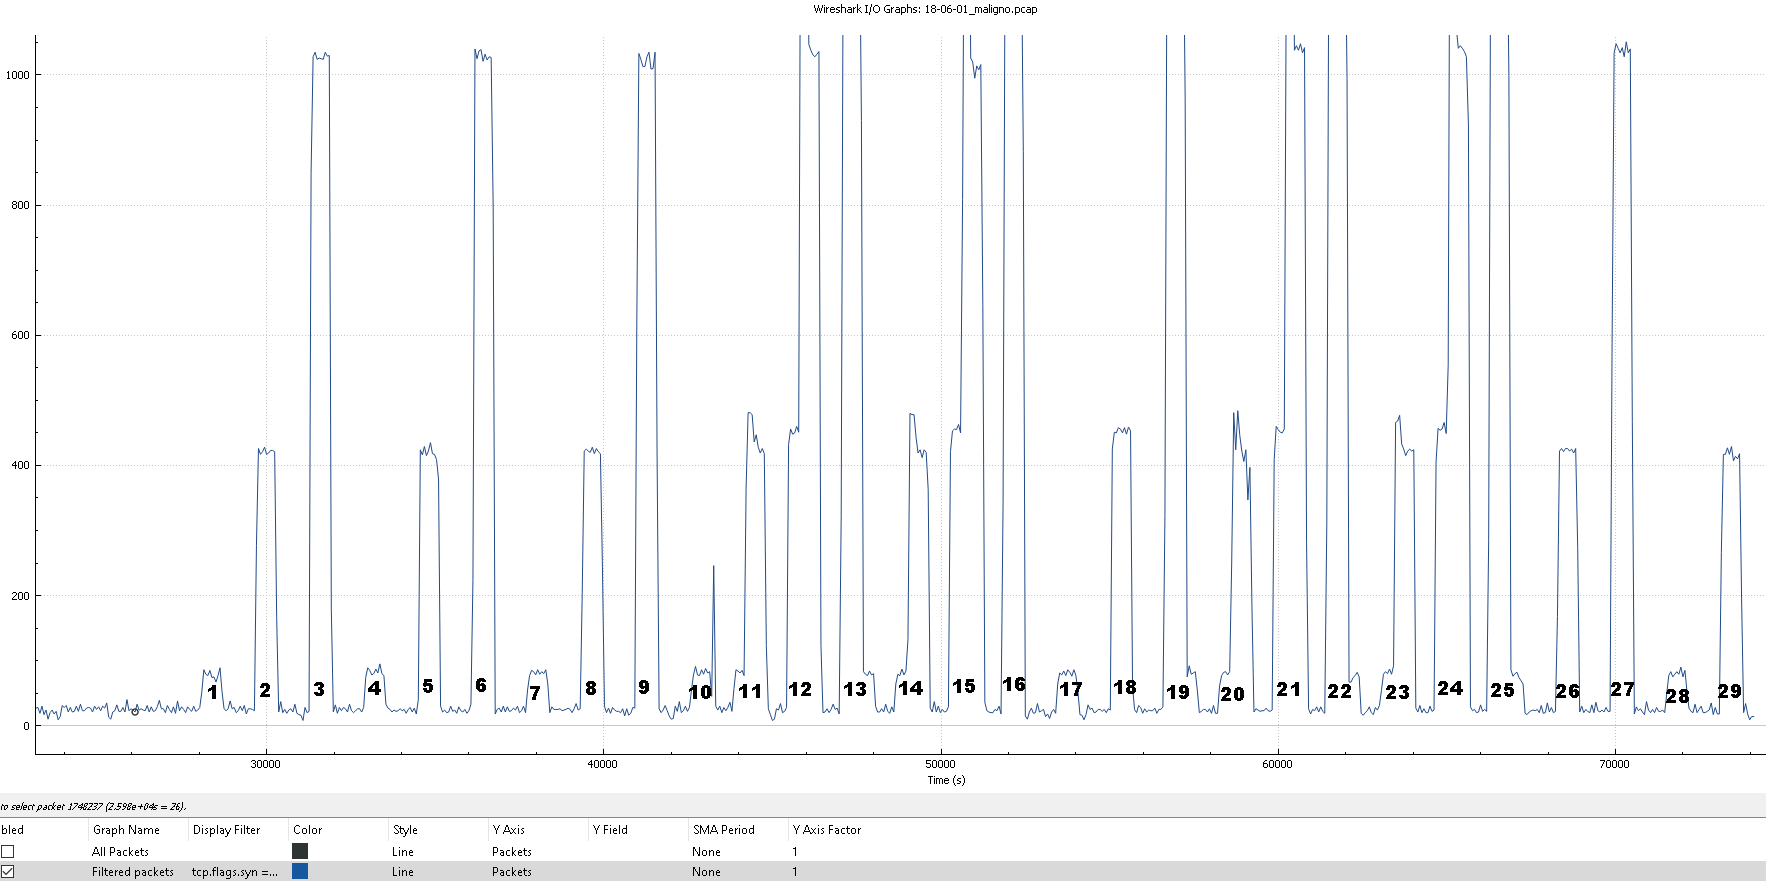 Wireshark I/O Graphs: 18-06-01_maligno.pcap
1000
800
600
400
200
0
1 2 3 4 5 6 7 8 9 10 11 12 13 14 15 16 17 18 19 20 21 22 23 24 25 26 27 28 29
30000 40000 50000 60000 70000
Time (s)
to select packet 1748237 (2.598e+04s = 26).
bled Graph Name Display Filter Color Style Y Axis Y Field SMA Period Y Axis Factor
All Packets Line Packets None 1
Filtered packets tcp.flags.syn =... Line Packets None 1